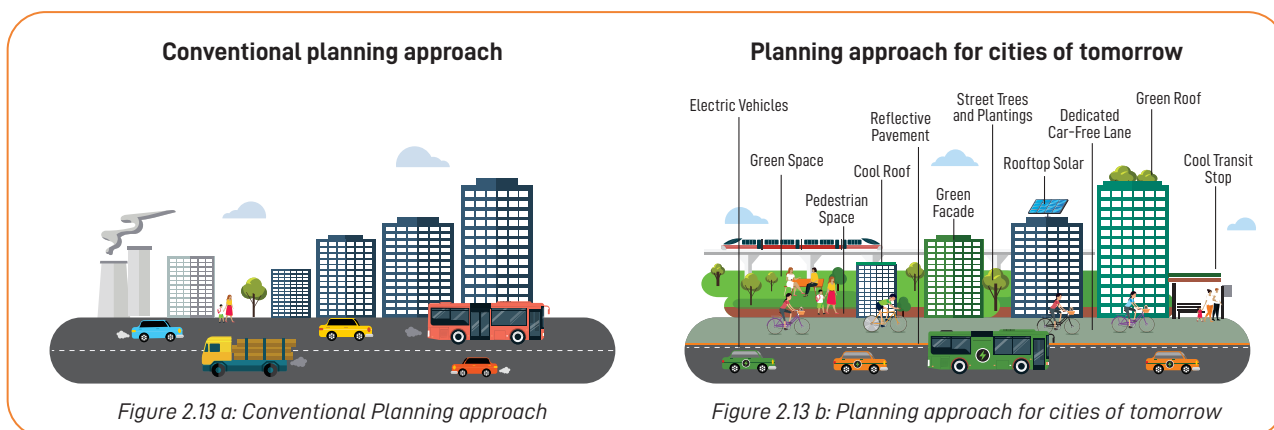 Conventional planning approach
Planning approach for cities of tomorrow
Electric Vehicles
Green Space
Pedestrian
Space
Cool Roof
Reflective
Pavement
Green
Facade
Street Trees
and Plantings
Rooftop Solar
Dedicated
Car-Free Lane
Green Roof
Cool Transit
Stop
Figure 2.13 a: Conventional Planning approach
Figure 2.13 b: Planning approach for cities of tomorrow